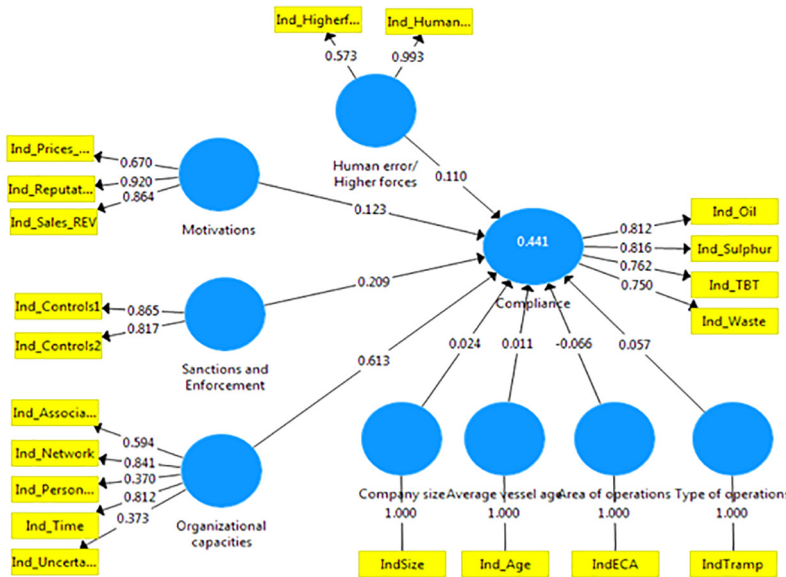 Ind_Higherf...
Ind_Human...
0.573
0.993
Human error/
Higher forces
0.110
Ind_Prices_...
Ind_Reputat...
Ind_Sales_REV
0.670
0.920
0.864
Motivations
0.123
Ind_Controls1
Ind_Controls2
0.865
0.817
Sanctions and
Enforcement
0.209
Ind_Associa...
Ind_Network
Ind_Person...
Ind_Time
Ind_Uncerta...
0.594
0.841
0.370
0.812
0.373
Organizational
capacities
0.613
0.441
Compliance
0.812
0.816
0.762
0.750
Ind_Oil
Ind_Sulphur
Ind_TBT
Ind_Waste
0.024
0.011
-0.066
0.057
Company size
Average vessel age
Area of operations
Type of operations
1.000
1.000
1.000
1.000
IndSize
Ind_Age
IndECA
IndTramp